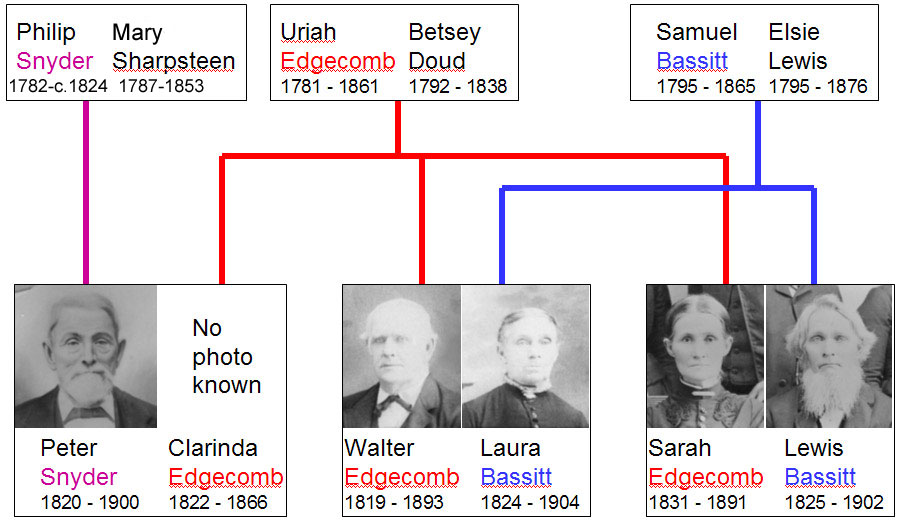 Philip Mary
Snyder Sharpsteen
1782-c.1824 1787-1853
Uriah Betsey
Edgecomb Doud
1781 - 1861 1792 - 1838
Samuel Elsie
Bassitt Lewis
1795 - 1865 1795 - 1876
No
photo
known
Peter Clarinda
Snyder Edgecomb
1820 - 1900 1822 - 1866
Walter Laura
Edgecomb Bassitt
1819 - 1893 1824 - 1904
Sarah Lewis
Edgecomb Bassitt
1831 - 1891 1825 - 1902